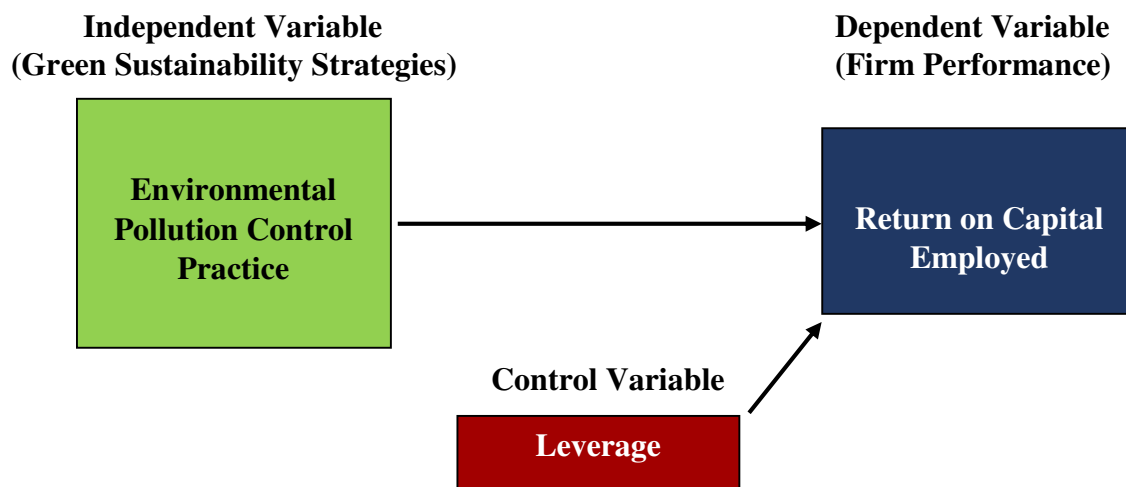 Independent Variable
(Green Sustainability Strategies)
Dependent Variable
(Firm Performance)
Environmental
Pollution Control
Practice
Return on Capital
Employed
Control Variable
Leverage